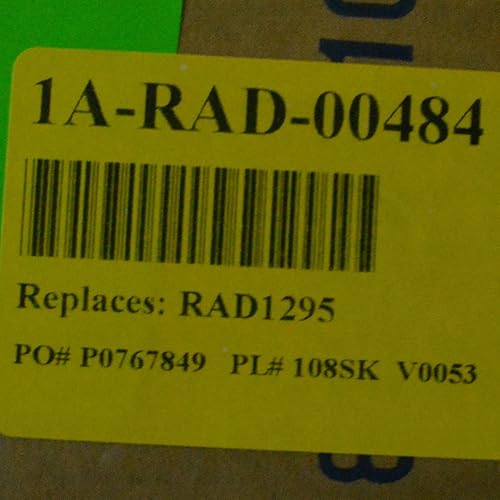 1A-RAD-00484
Replaces: RAD1295
PO# P0767849 PL# 108SK V0053